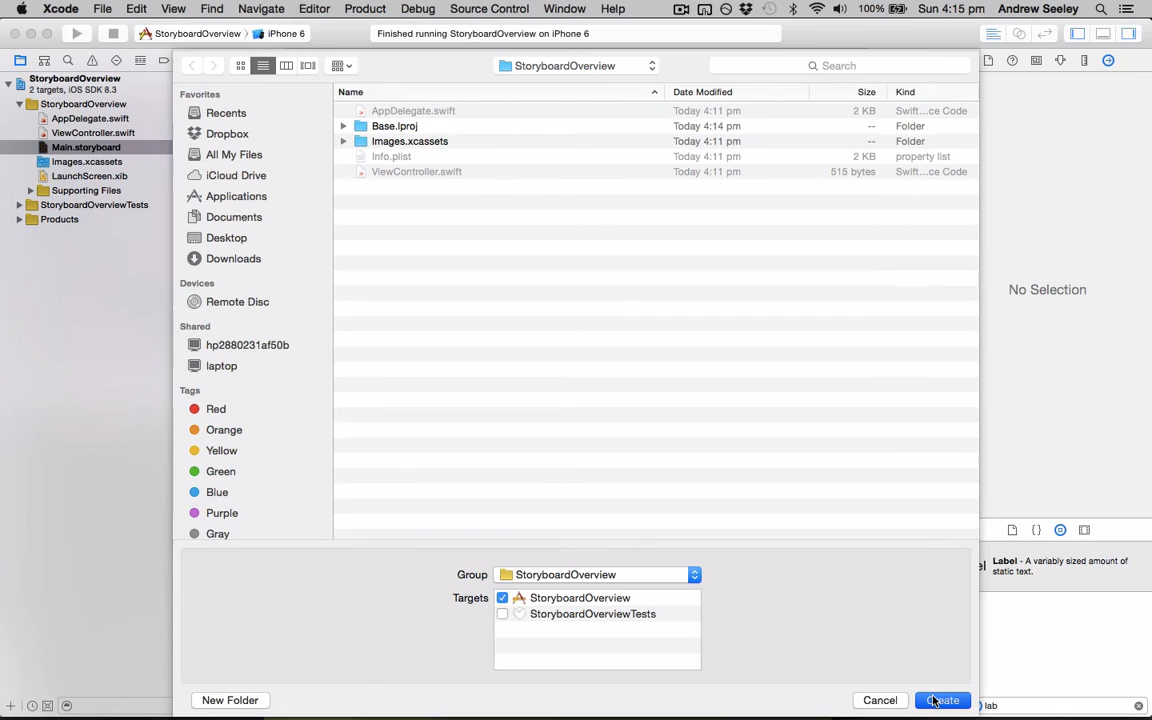 Xcode File Edit View Find Navigate Editor Product Debug Source Control Window Help 100% Sun 4:15 pm Andrew Seeley
StoryboardOverview iPhone 6 Finished running StoryboardOverview on iPhone 6
StoryboardOverview
2 targets, iOS SDK 8.3
StoryboardOverview
AppDelegate.swift
ViewController.swift
Main.storyboard
Images.xcassets
LaunchScreen.xib
Supporting Files
StoryboardOverviewTests
Products
StoryboardOverview Search
Favorites
Recents
Dropbox
All My Files
iCloud Drive
Applications
Documents
Desktop
Downloads
Devices
Remote Disc
Shared
hp2880231af50b
laptop
Tags
Red
Orange
Yellow
Green
Blue
Purple
Gray
Name Date Modified Size Kind
AppDelegate.swift Today 4:11 pm 2 KB Swift...ce Code
Base.lproj Today 4:14 pm -- Folder
Images.xcassets Today 4:11 pm -- Folder
Info.plist Today 4:11 pm 2 KB property list
ViewController.swift Today 4:11 pm 515 bytes Swift...ce Code
Group StoryboardOverview
Targets StoryboardOverview
StoryboardOverviewTests
New Folder Cancel Create
No Selection
Label - A variably sized amount of
static text.
lab